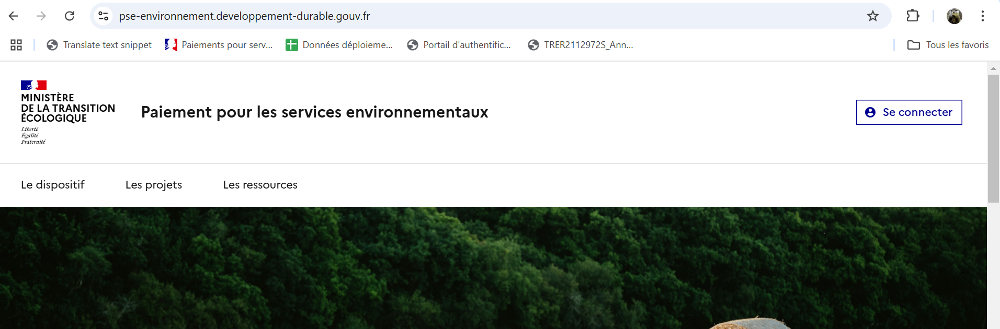 pse-environnement.developpement-durable.gouv.fr
Translate text snippet
Paiements pour serv...
Données déploieme...
Portail d'authentific...
TRER2112972S_Ann...
Tous les favoris
MINISTÈRE
DE LA TRANSITION
ÉCOLOGIQUE
Liberté
Égalité
Fraternité
Paiement pour les services environnementaux
Se connecter
Le dispositif
Les projets
Les ressources